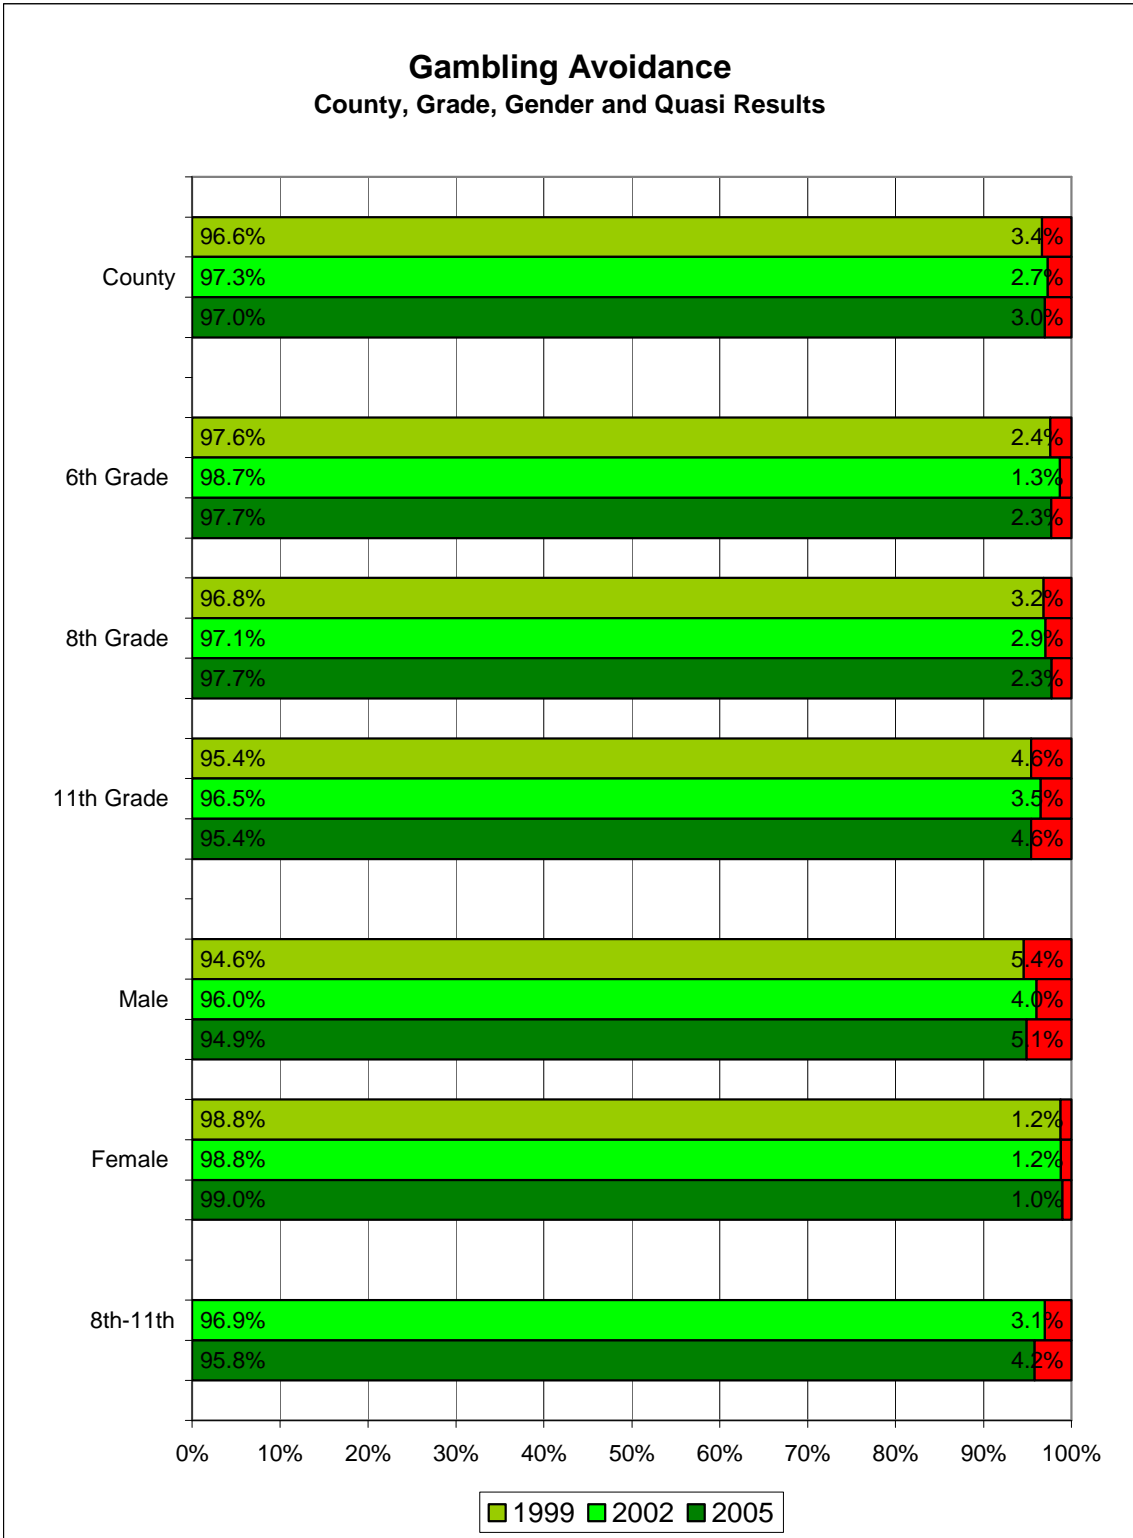 Gambling Avoidance
County, Grade, Gender and Quasi Results
96.6% 3.4%
County 97.3% 2.7%
97.0% 3.0%
97.6% 2.4%
6th Grade 98.7% 1.3%
97.7% 2.3%
96.8% 3.2%
8th Grade 97.1% 2.9%
97.7% 2.3%
95.4% 4.6%
11th Grade 96.5% 3.5%
95.4% 4.6%
94.6% 5.4%
Male 96.0% 4.0%
94.9% 5.1%
98.8% 1.2%
Female 98.8% 1.2%
99.0% 1.0%
8th-11th 96.9% 3.1%
95.8% 4.2%
0% 10% 20% 30% 40% 50% 60% 70% 80% 90% 100%
1999 2002 2005